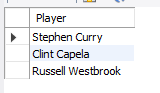 Player
Stephen Curry
Clint Capela
Russell Westbrook